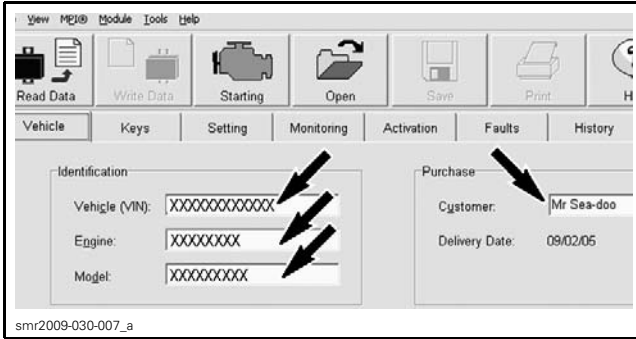 View MPI® Module Tools Help
Read Data Write Data Starting Open Save Print
Vehicle Keys Setting Monitoring Activation Faults History
Identification Purchase
Vehicle (VIN): XXXXXXXXXXXX Customer: Mr Sea-doo
Engine: XXXXXXXX Delivery Date: 09/02/05
Model: XXXXXXXXX
smr2009-030-007_a